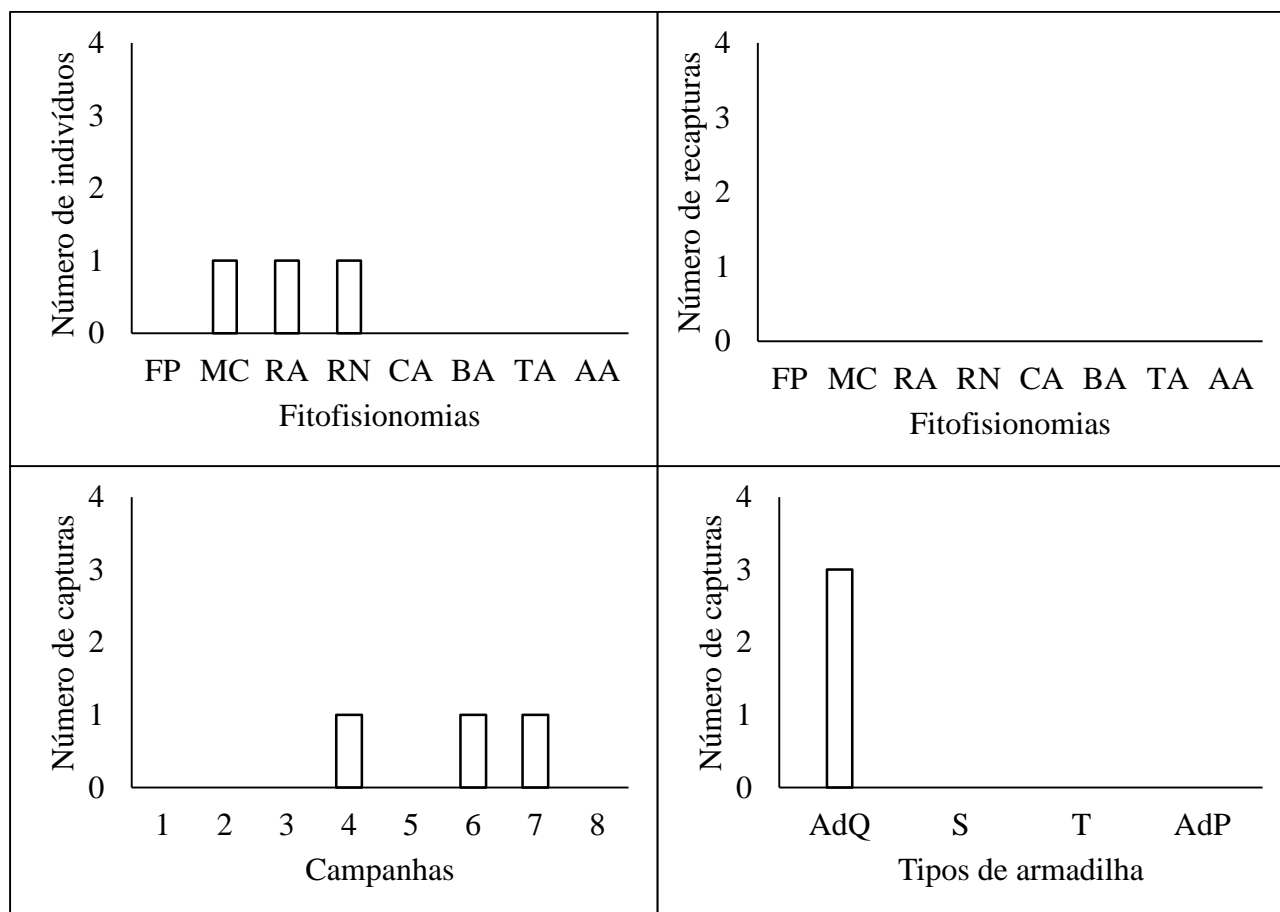 Número de indivíduos
4
3
2
1
0
FP MC RA RN CA BA TA AA
Fitofisionomias
Número de recapturas
4
3
2
1
0
FP MC RA RN CA BA TA AA
Fitofisionomias
Número de capturas
4
3
2
1
0
1 2 3 4 5 6 7 8
Campanhas
Número de capturas
4
3
2
1
0
AdQ S T AdP
Tipos de armadilha